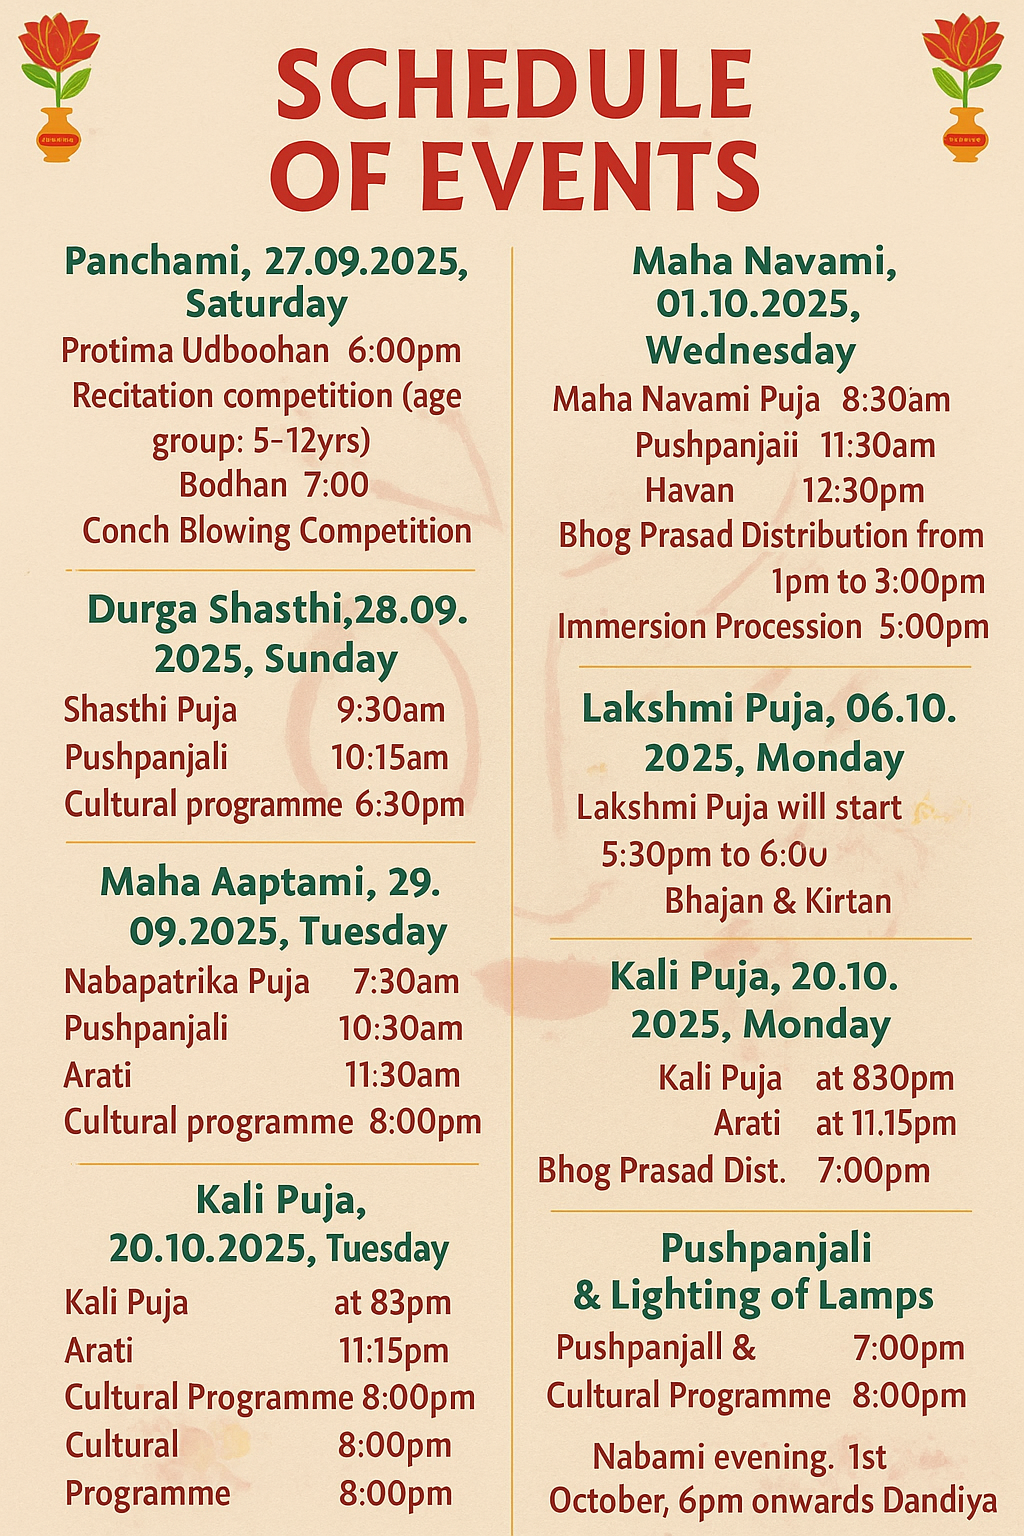 SCHEDULE
OF EVENTS
Panchami, 27.09.2025,
Saturday
Protima Udboohan 6:00pm
Recitation competition (age
group: 5-12yrs)
Bodhan 7:00
Conch Blowing Competition
Durga Shasthi,28.09.
2025, Sunday
Shasthi Puja 9:30am
Pushpanjali 10:15am
Cultural programme 6:30pm
Maha Aaptami, 29.
09.2025, Tuesday
Nabapatrika Puja 7:30am
Pushpanjali 10:30am
Arati 11:30am
Cultural programme 8:00pm
Kali Puja,
20.10.2025, Tuesday
Kali Puja at 83pm
Arati 11:15pm
Cultural Programme 8:00pm
Cultural 8:00pm
Programme 8:00pm
Maha Navami,
01.10.2025,
Wednesday
Maha Navami Puja 8:30am
Pushpanjaii 11:30am
Havan 12:30pm
Bhog Prasad Distribution from
1pm to 3:00pm
Immersion Procession 5:00pm
Lakshmi Puja, 06.10.
2025, Monday
Lakshmi Puja will start
5:30pm to 6:00
Bhajan & Kirtan
Kali Puja, 20.10.
2025, Monday
Kali Puja at 830pm
Arati at 11.15pm
Bhog Prasad Dist. 7:00pm
Pushpanjali
& Lighting of Lamps
Pushpanjall & 7:00pm
Cultural Programme 8:00pm
Nabami evening. 1st
October, 6pm onwards Dandiya